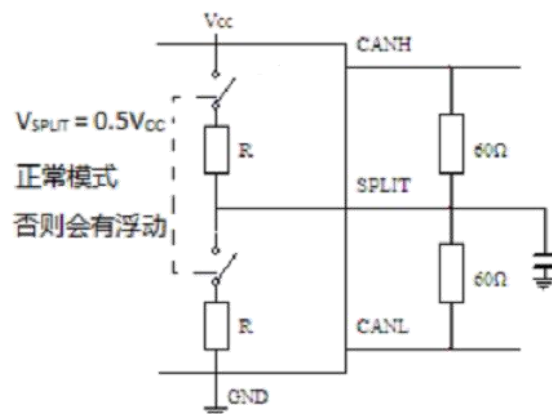 Vcc
CANH
VSPLIT = 0.5VCC
R
60Ω
正常模式
SPLIT
否则会有浮动
60Ω
R
CANL
GND